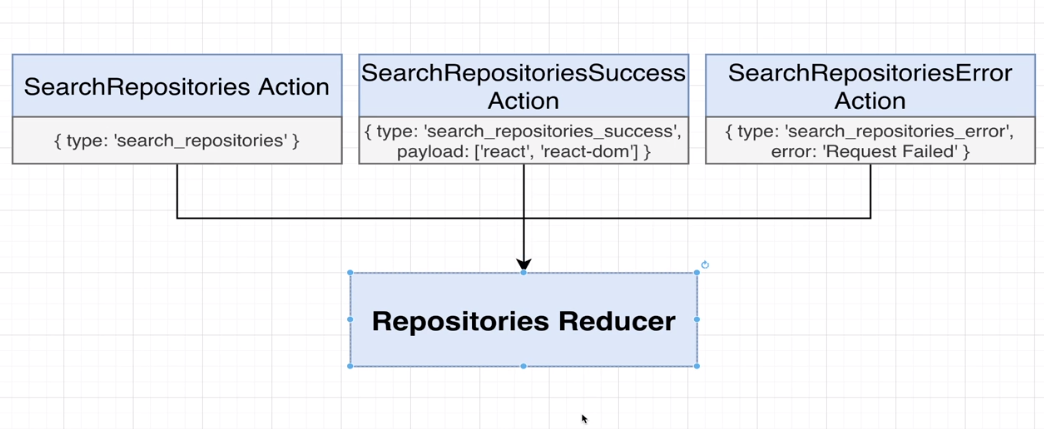 SearchRepositories Action
{ type: 'search_repositories' }
SearchRepositoriesSuccess
Action
{ type: 'search_repositories_success',
payload: ['react', 'react-dom'] }
SearchRepositoriesError
Action
{ type: 'search_repositories_error',
error: 'Request Failed' }
Repositories Reducer